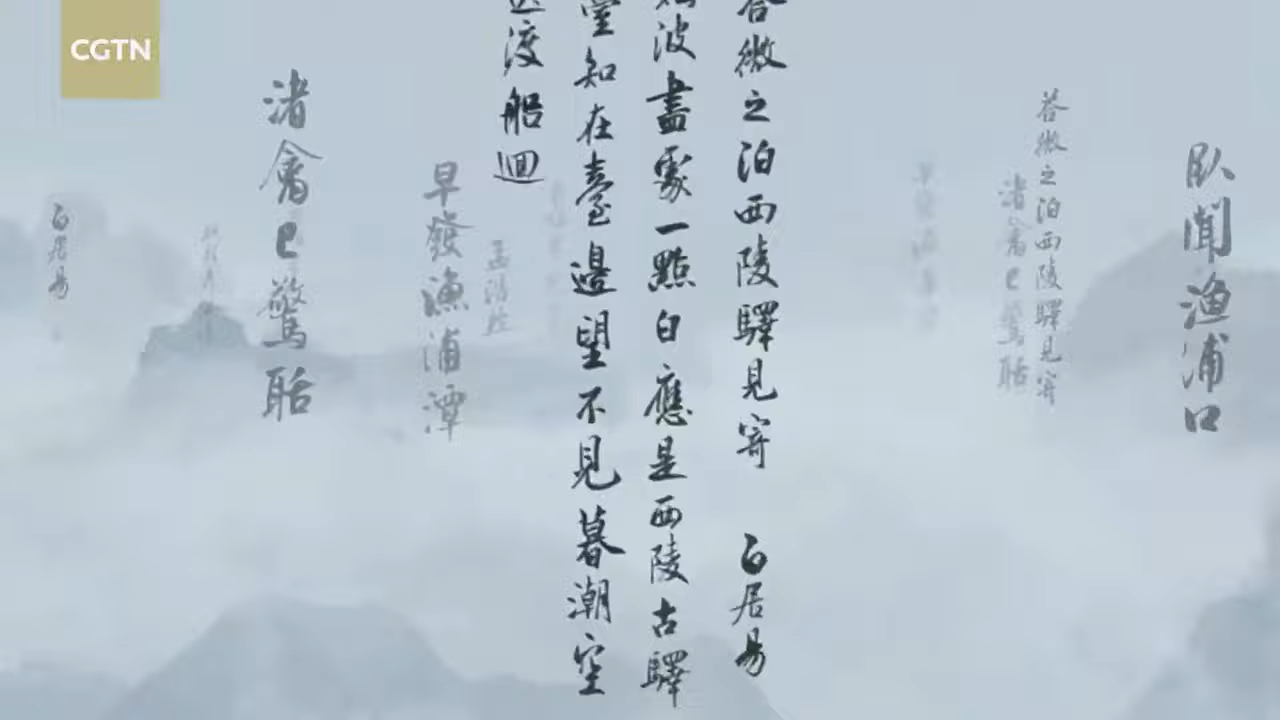 臥聞漁浦口
答微之泊西陵驛見寄
渚禽已驚聒
答微之泊西陵驛見寄 白居易
波盡處一點白應是西陵古驛
臺知在臺邊望不見暮潮空
送渡船迴
孟浩然
早發漁浦潭
渚禽已驚聒
白居易
CGTN